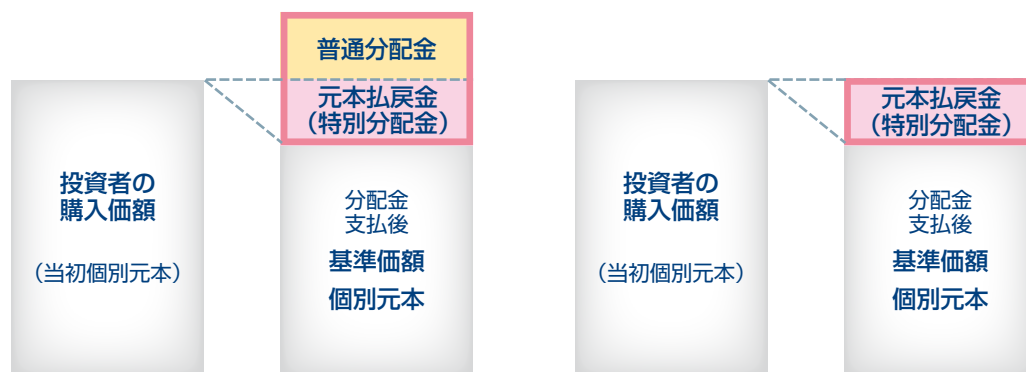 投資者の
購入価額
（当初個別元本）
普通分配金
元本払戻金
（特別分配金）
分配金
支払後
基準価額
個別元本
投資者の
購入価額
（当初個別元本）
元本払戻金
（特別分配金）
分配金
支払後
基準価額
個別元本